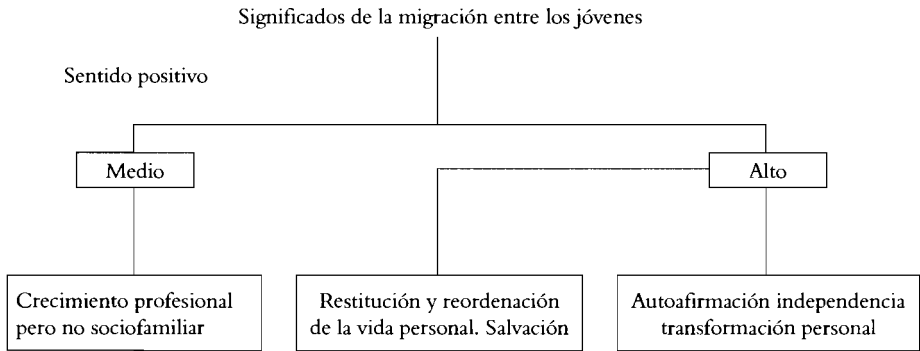 Significados de la migración entre los jóvenes
Sentido positivo
Medio
Alto
Crecimiento profesional
pero no sociofamiliar
Restitución y reordenación
de la vida personal. Salvación
Autoafirmación independencia
transformación personal